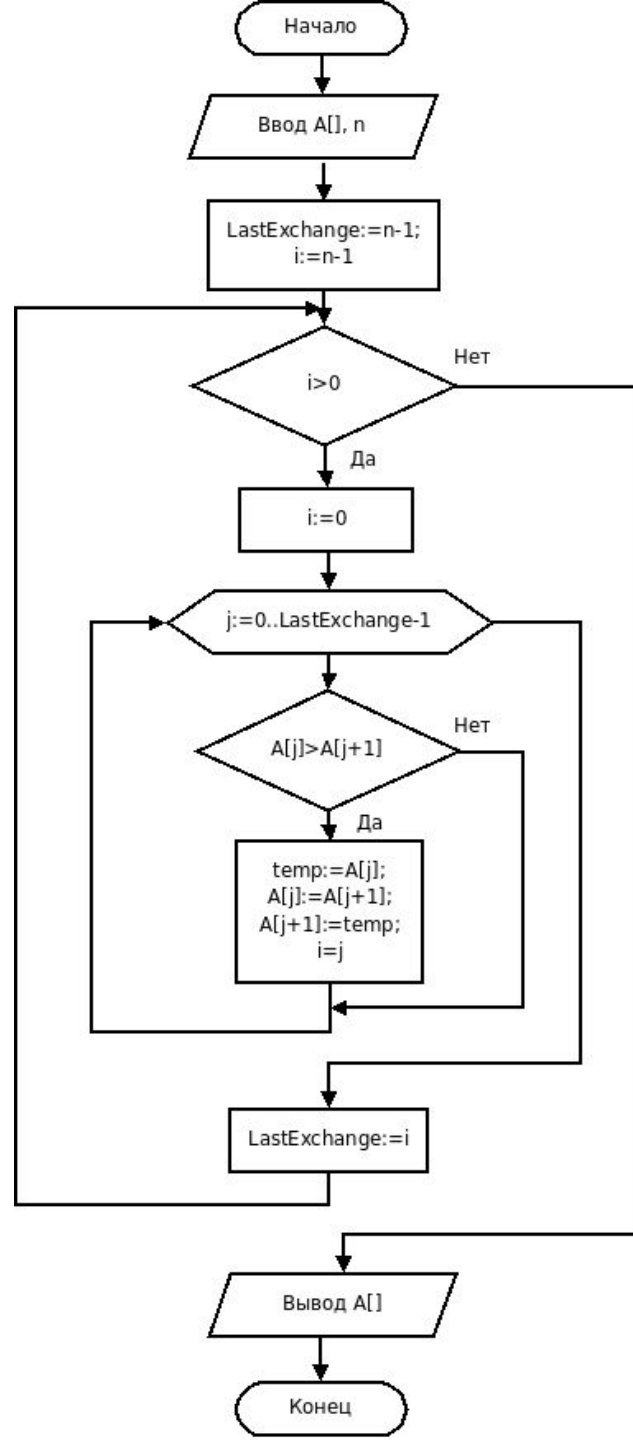 Начало
Ввод A[], n
LastExchange:=n-1;
i:=n-1
i>0
Нет
Да
i:=0
j:=0..LastExchange-1
A[j]>A[j+1]
Нет
Да
temp:=A[j];
A[j]:=A[j+1];
A[j+1]:=temp;
i=j
LastExchange:=i
Вывод A[]
Конец